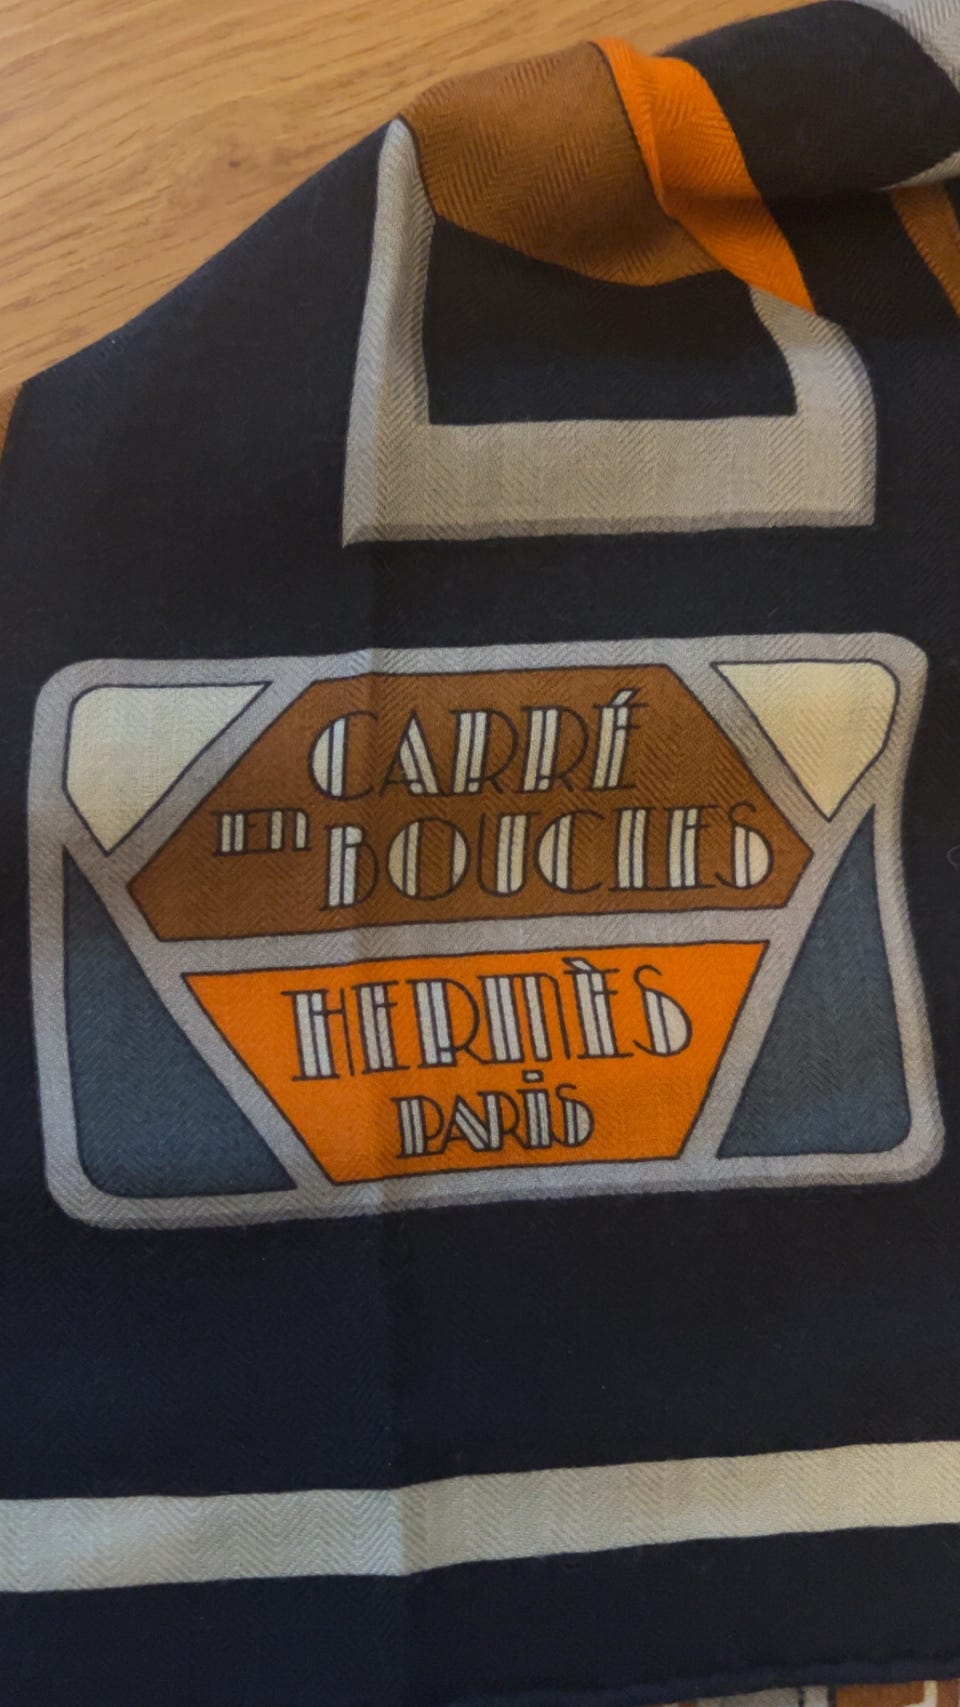 CARRÉ
EN BOUCLES
HERMÈS
PARIS